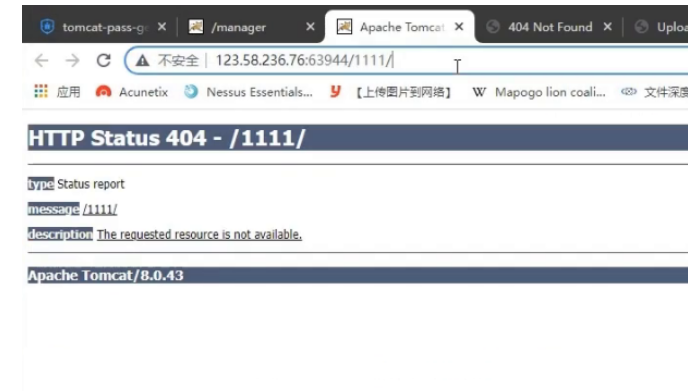 tomcat-pass-g
/manager
Apache Tomcat
404 Not Found
Uploa
不安全 | 123.58.236.76:63944/1111/
应用
Acunetix
Nessus Essentials...
【上传图片到网络】
W Mapogo lion coali...
文件深度
HTTP Status 404 - /1111/
type Status report
message /1111/
description The requested resource is not available.
Apache Tomcat/8.0.43